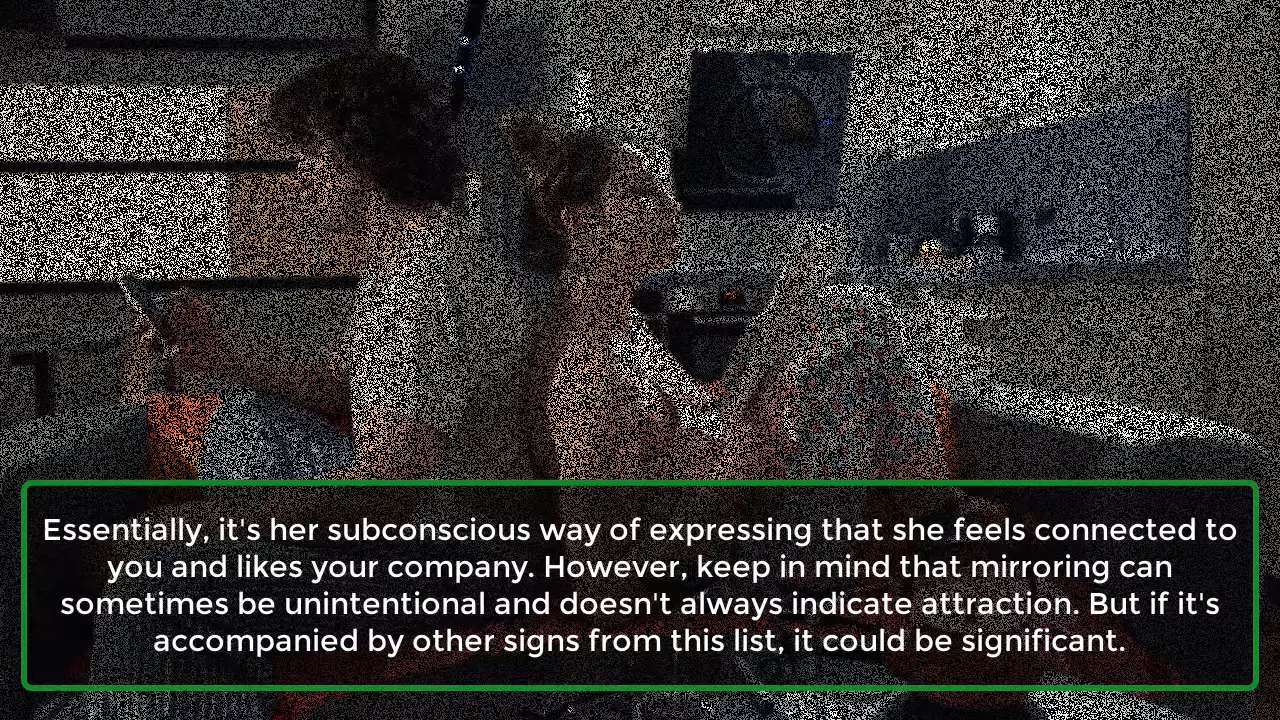 Essentially, it's her subconscious way of expressing that she feels connected to
you and likes your company. However, keep in mind that mirroring can
sometimes be unintentional and doesn't always indicate attraction. But if it's
accompanied by other signs from this list, it could be significant.